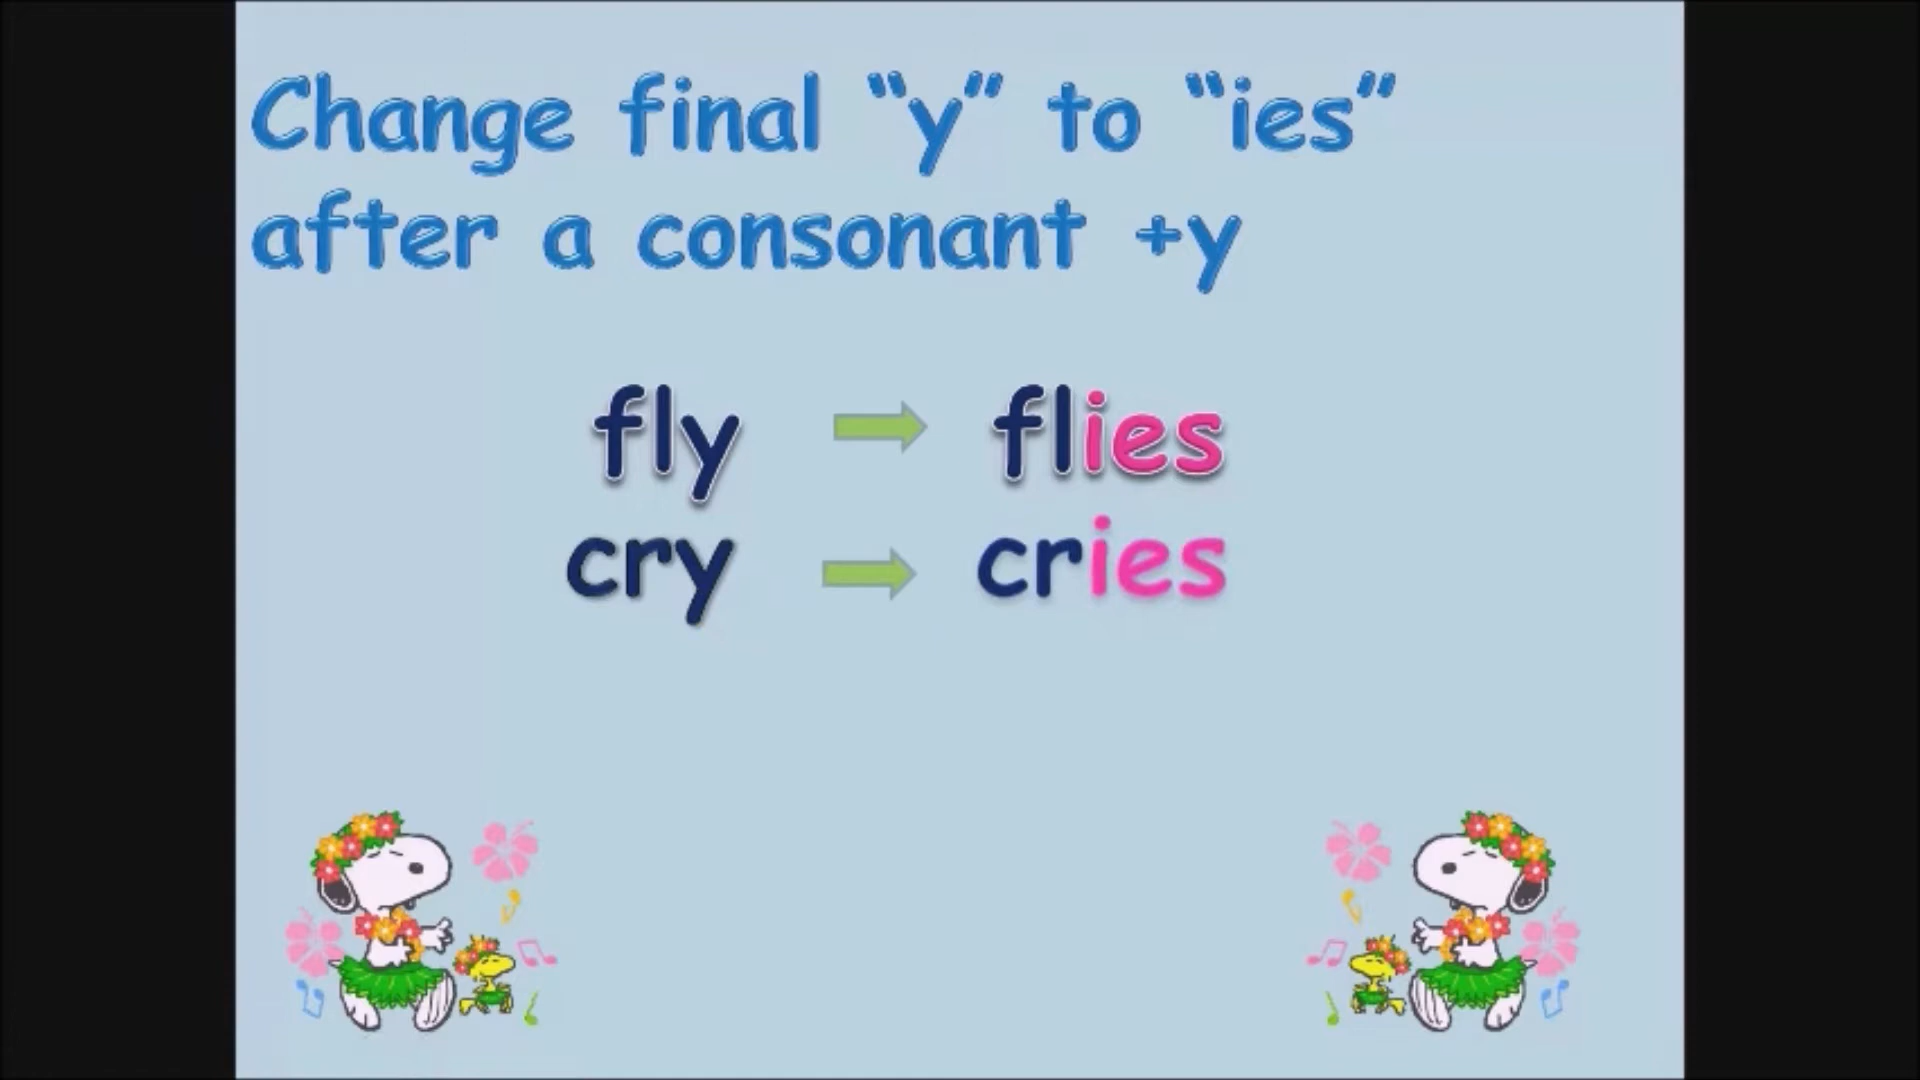 Change final “y” to “ies”
after a consonant +y
fly flies
cry cries